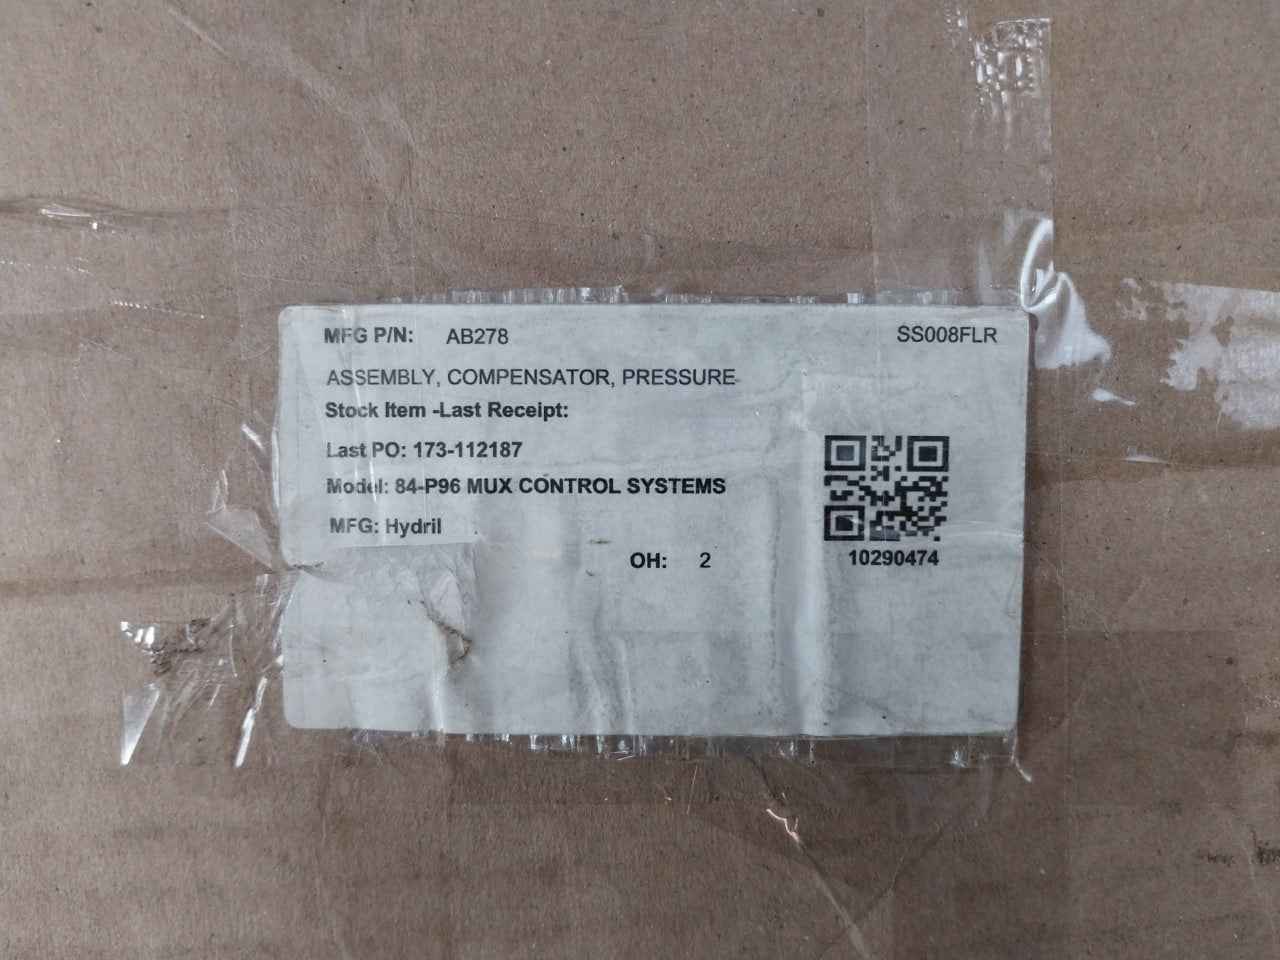 MFG P/N: AB278 SS008FLR
ASSEMBLY, COMPENSATOR, PRESSURE
Stock Item -Last Receipt:
Last PO: 173-112187
Model: 84-P96 MUX CONTROL SYSTEMS
MFG: Hydril
OH: 2
10290474